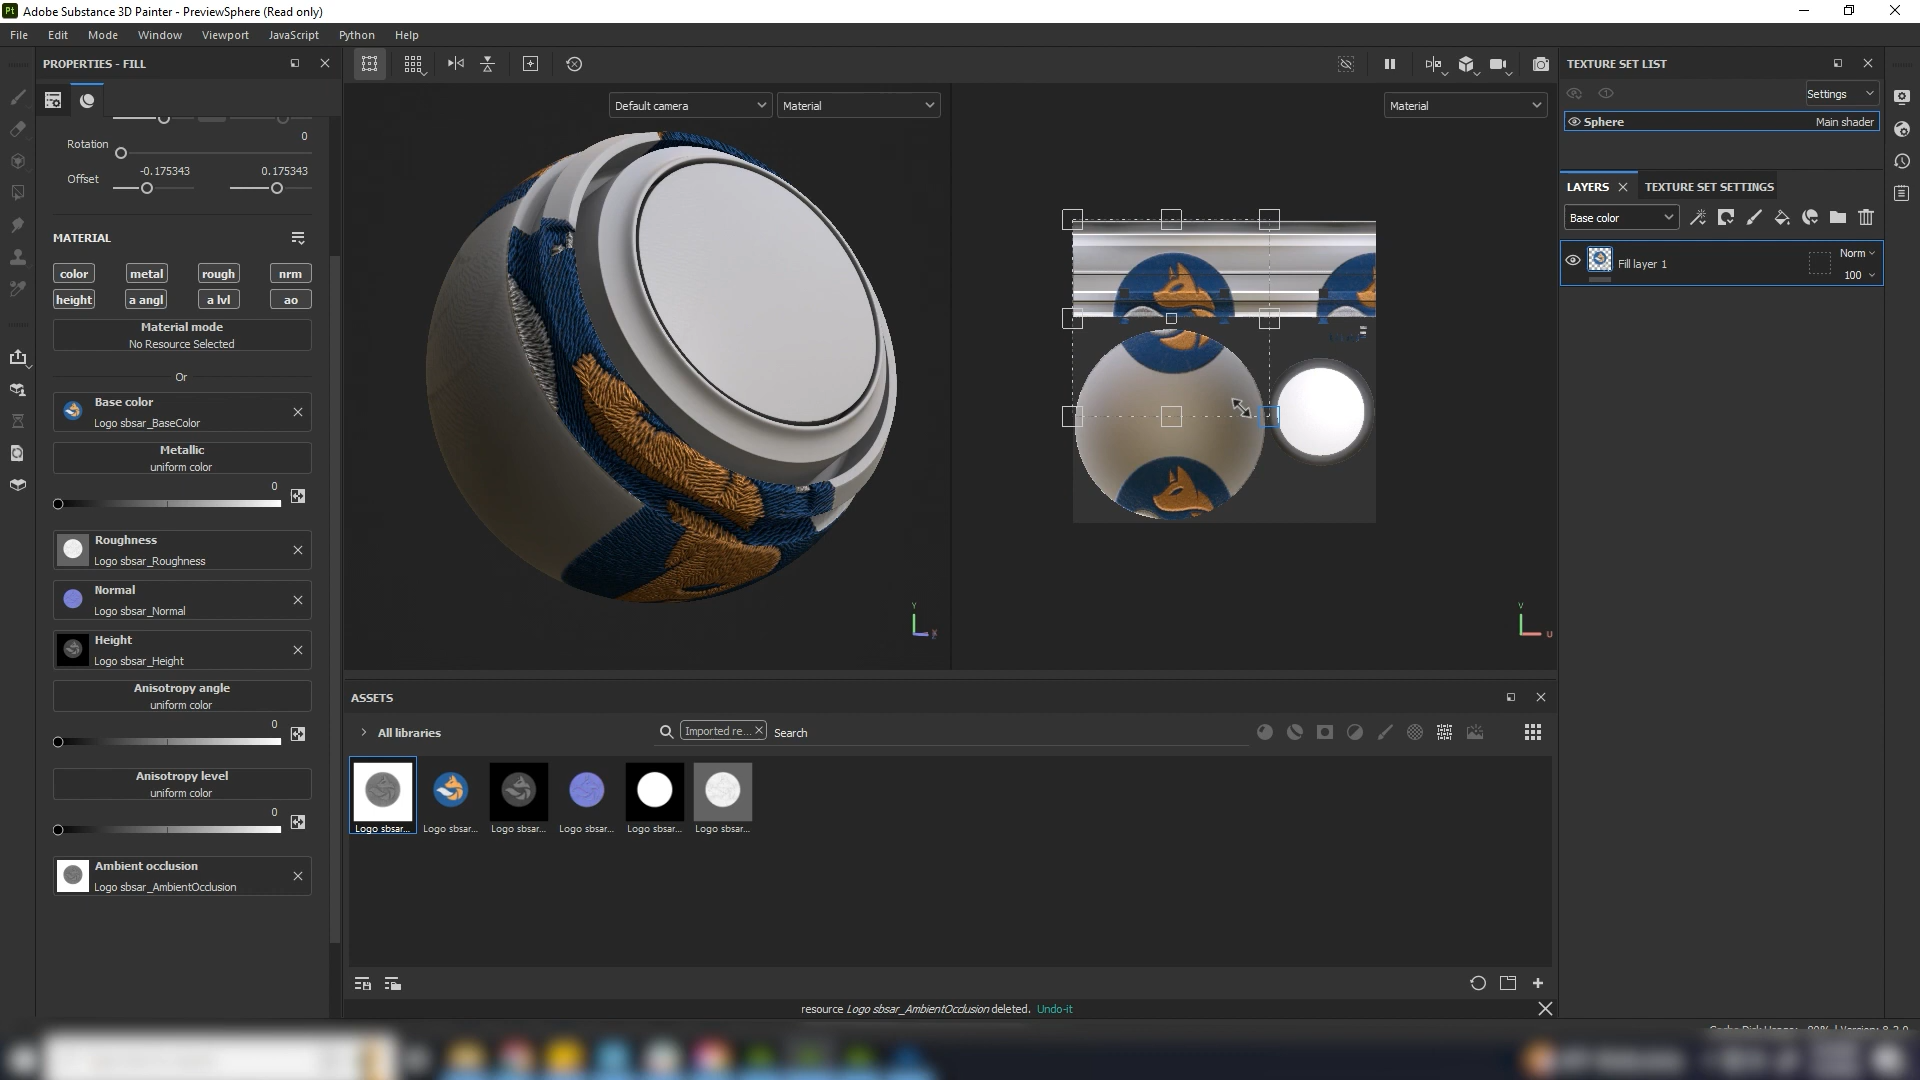 Adobe Substance 3D Painter - PreviewSphere (Read only)
File Edit Mode Window Viewport JavaScript Python Help
PROPERTIES - FILL
Rotation
0
Offset
-0.175343
0.175343
MATERIAL
color metal rough nrm
height a angl a lvl ao
Material mode
No Resource Selected
Or
Base color
Logo sbsar_BaseColor
Metallic
uniform color
0
Roughness
Logo sbsar_Roughness
Normal
Logo sbsar_Normal
Height
Logo sbsar_Height
Anisotropy angle
uniform color
0
Anisotropy level
uniform color
0
Ambient occlusion
Logo sbsar_AmbientOcclusion
Default camera
Material
Material
Y
V
U
ASSETS
All libraries
Imported re...
Search
Logo sbsar...
Logo sbsar...
Logo sbsar...
Logo sbsar...
Logo sbsar...
Logo sbsar...
resource Logo sbsar_AmbientOcclusion deleted. Undo-it
TEXTURE SET LIST
Settings
Sphere
Main shader
LAYERS
TEXTURE SET SETTINGS
Base color
Fill layer 1
Norm
100